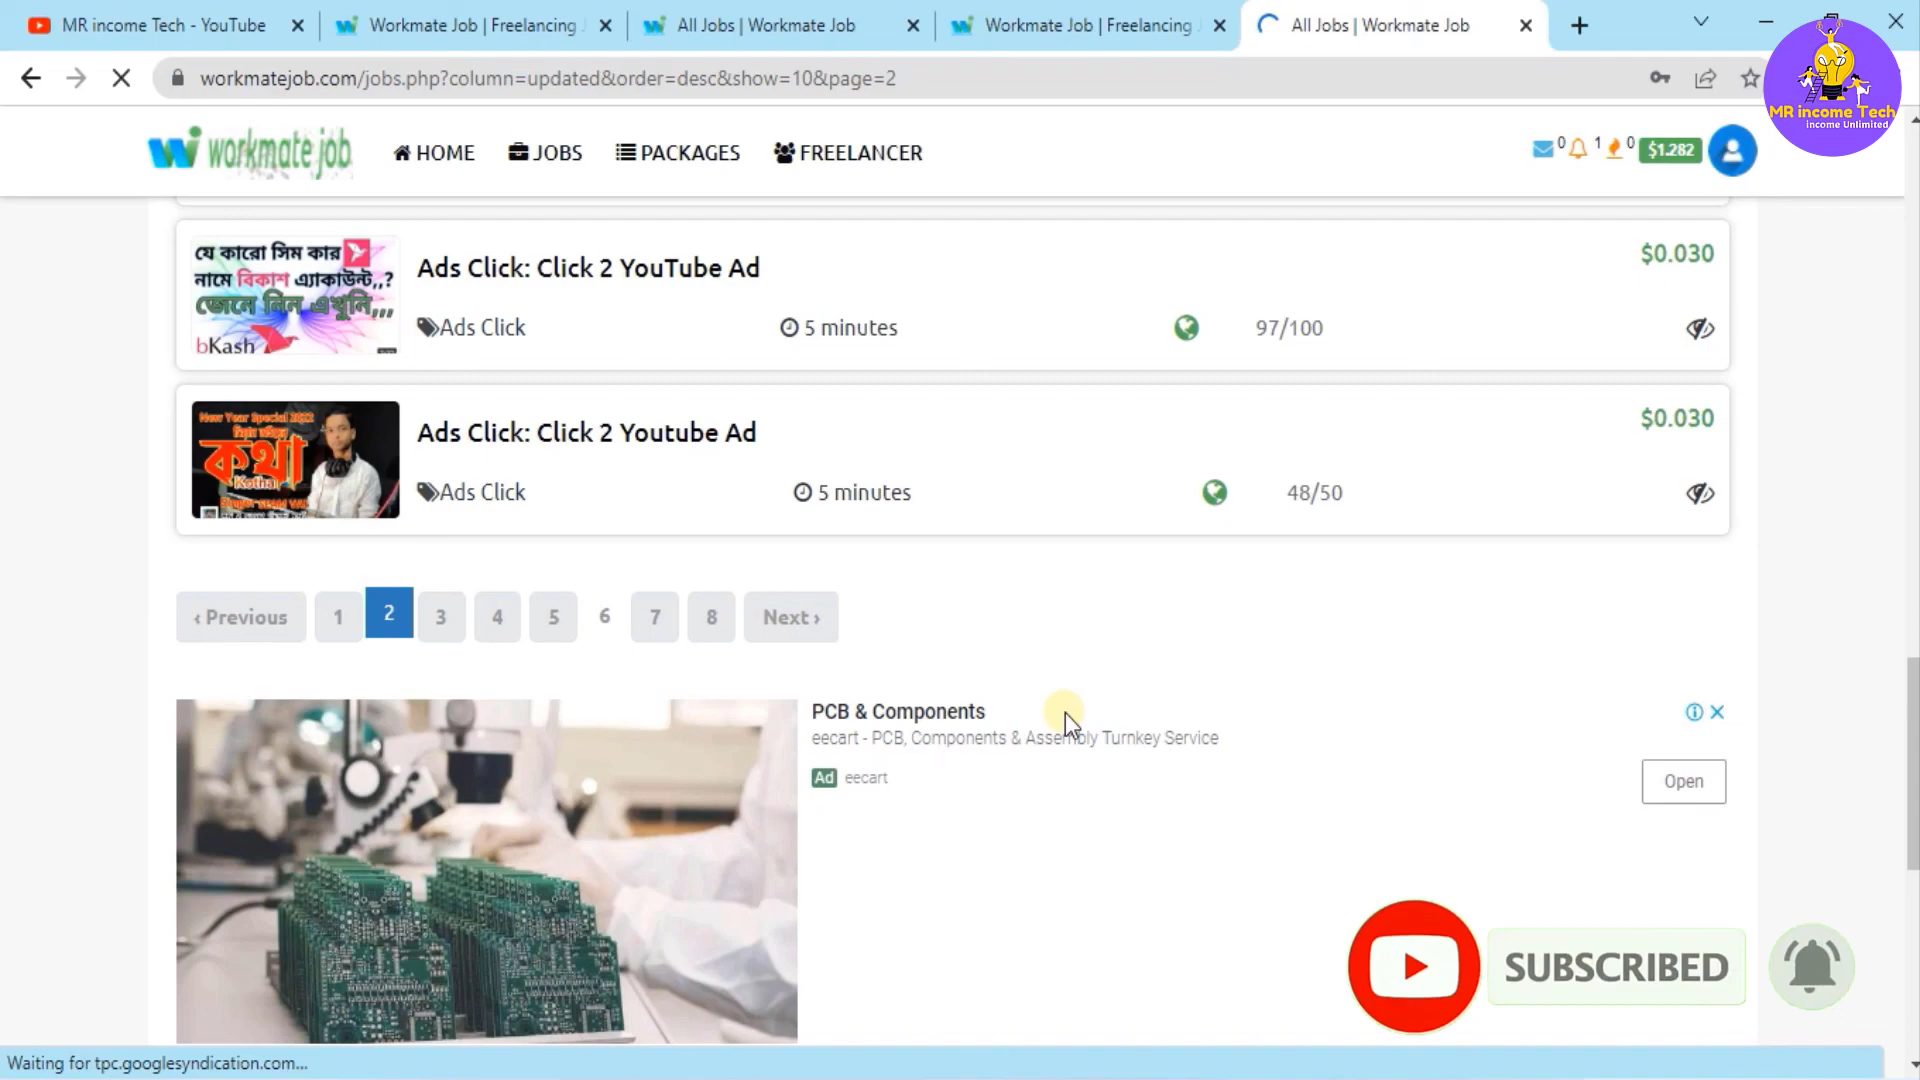 MR income Tech - YouTube
Workmate Job | Freelancing
All Jobs | Workmate Job
Workmate Job | Freelancing
All Jobs | Workmate Job
workmatejob.com/jobs.php?column=updated&order=desc&show=10&page=2
MR income Tech
income Unlimited
workmate job
HOME
JOBS
PACKAGES
FREELANCER
0
1
0
$1.282
যে কারো সিম কার
নামে বিকাশ এ্যাকাউন্ট,,?
জেনে নিন এখুনি,,,
bKash
Ads Click: Click 2 YouTube Ad
$0.030
Ads Click
5 minutes
97/100
New Year Special 2022
কথা
Kotha
Ads Click: Click 2 Youtube Ad
$0.030
Ads Click
5 minutes
48/50
‹ Previous
1
2
3
4
5
6
7
8
Next ›
PCB & Components
eecart - PCB, Components & Assembly Turnkey Service
Ad eecart
Open
SUBSCRIBED
Waiting for tpc.googlesyndication.com...